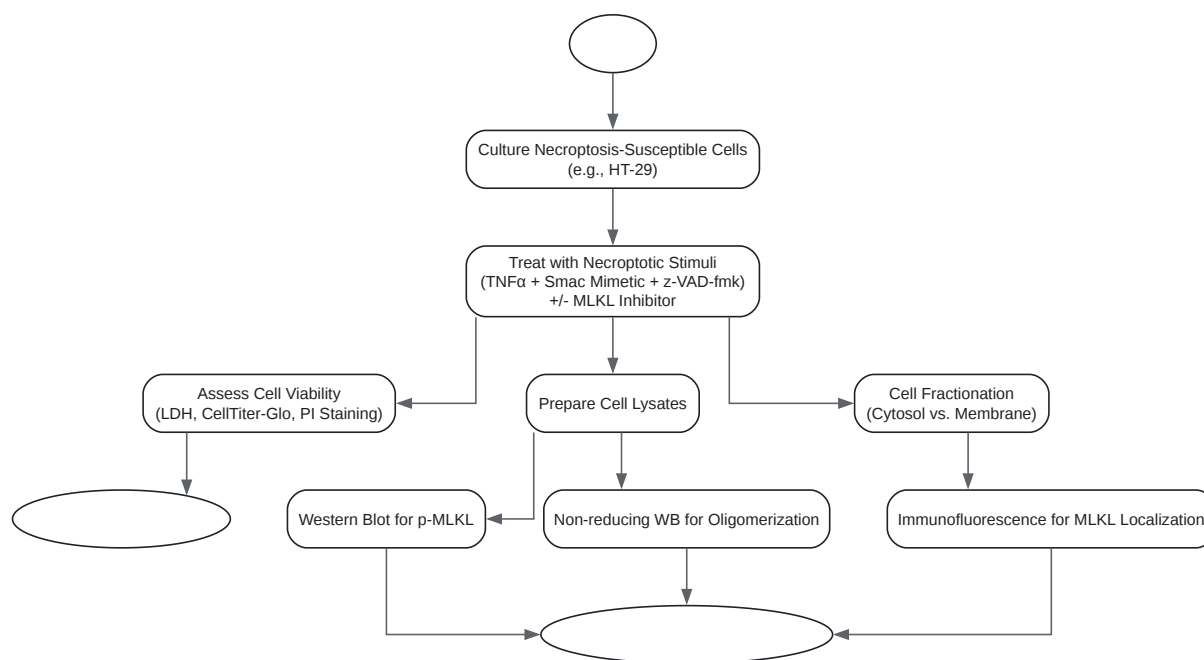 Culture Necroptosis-Susceptible Cells
(e.g., HT-29)
Treat with Necroptotic Stimuli
(TNFα + Smac Mimetic + z-VAD-fmk)
+/- MLKL Inhibitor
Assess Cell Viability
(LDH, CellTiter-Glo, PI Staining)
Prepare Cell Lysates
Cell Fractionation
(Cytosol vs. Membrane)
Western Blot for p-MLKL
Non-reducing WB for Oligomerization
Immunofluorescence for MLKL Localization